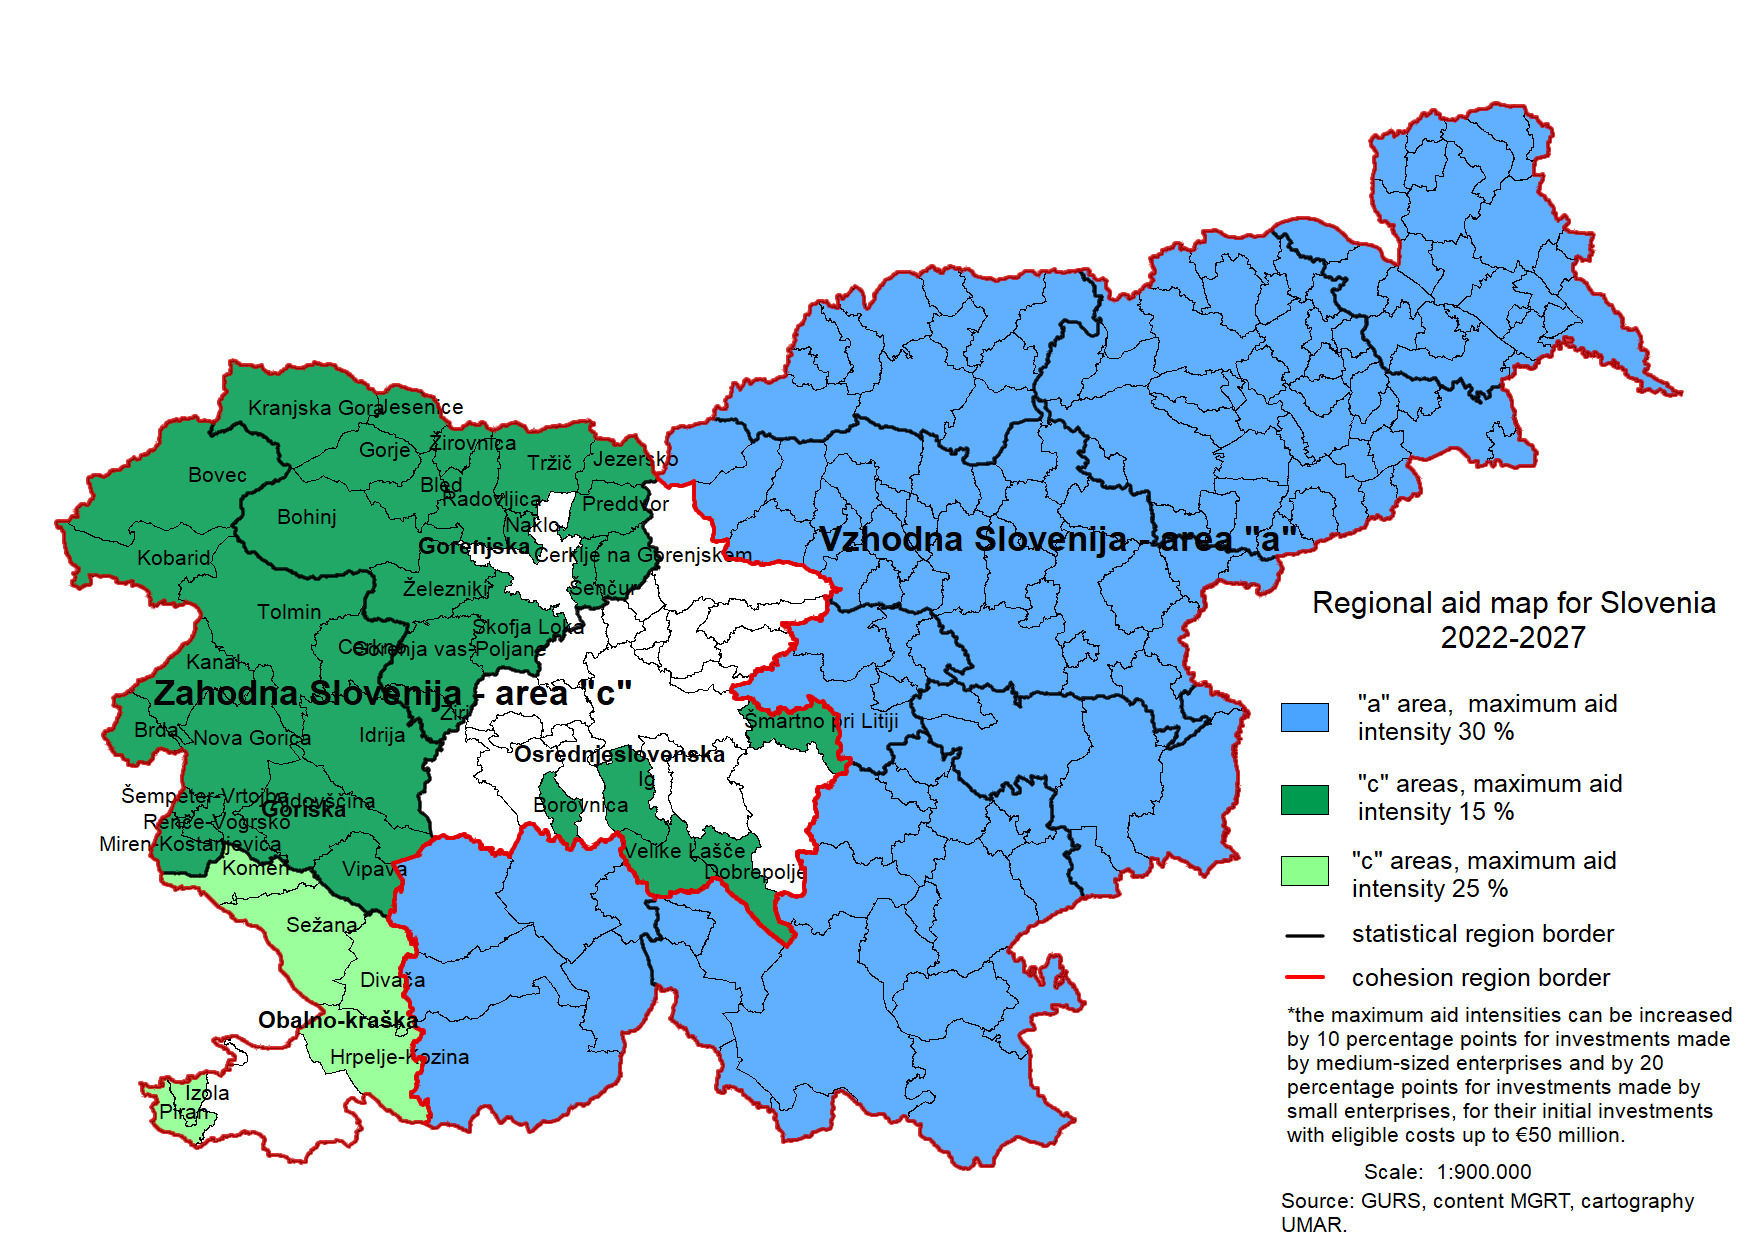 Kranjska Gora
Jesenice
Gorje
Žirovnica
Tržič
Jezersko
Bovec
Bled
Radovljica
Preddvor
Bohinj
Naklo
Gorenjska
Cerklje na Gorenjskem
Kobarid
Železniki
Šenčur
Tolmin
Škofja Loka
Cerkno
Gorenja vas-Poljane
Kanal
Vzhodna Slovenija - area "a"
Zahodna Slovenija - area "c"
Žiri
Šmartno pri Litiji
Brda
Nova Gorica
Idrija
Osrednjeslovenska
Ig
Šempeter-Vrtojba
Ajdovščina
Borovnica
Goriška
Renče-Vogrsko
Miren-Kostanjevica
Velike Lašče
Komen
Vipava
Dobrepolje
Sežana
Divača
Obalno-kraška
Hrpelje-Kozina
Izola
Piran
Regional aid map for Slovenia
2022-2027
"a" area, maximum aid
intensity 30 %
"c" areas, maximum aid
intensity 15 %
"c" areas, maximum aid
intensity 25 %
statistical region border
cohesion region border
*the maximum aid intensities can be increased
by 10 percentage points for investments made
by medium-sized enterprises and by 20
percentage points for investments made by
small enterprises, for their initial investments
with eligible costs up to €50 million.
Scale: 1:900.000
Source: GURS, content MGRT, cartography
UMAR.